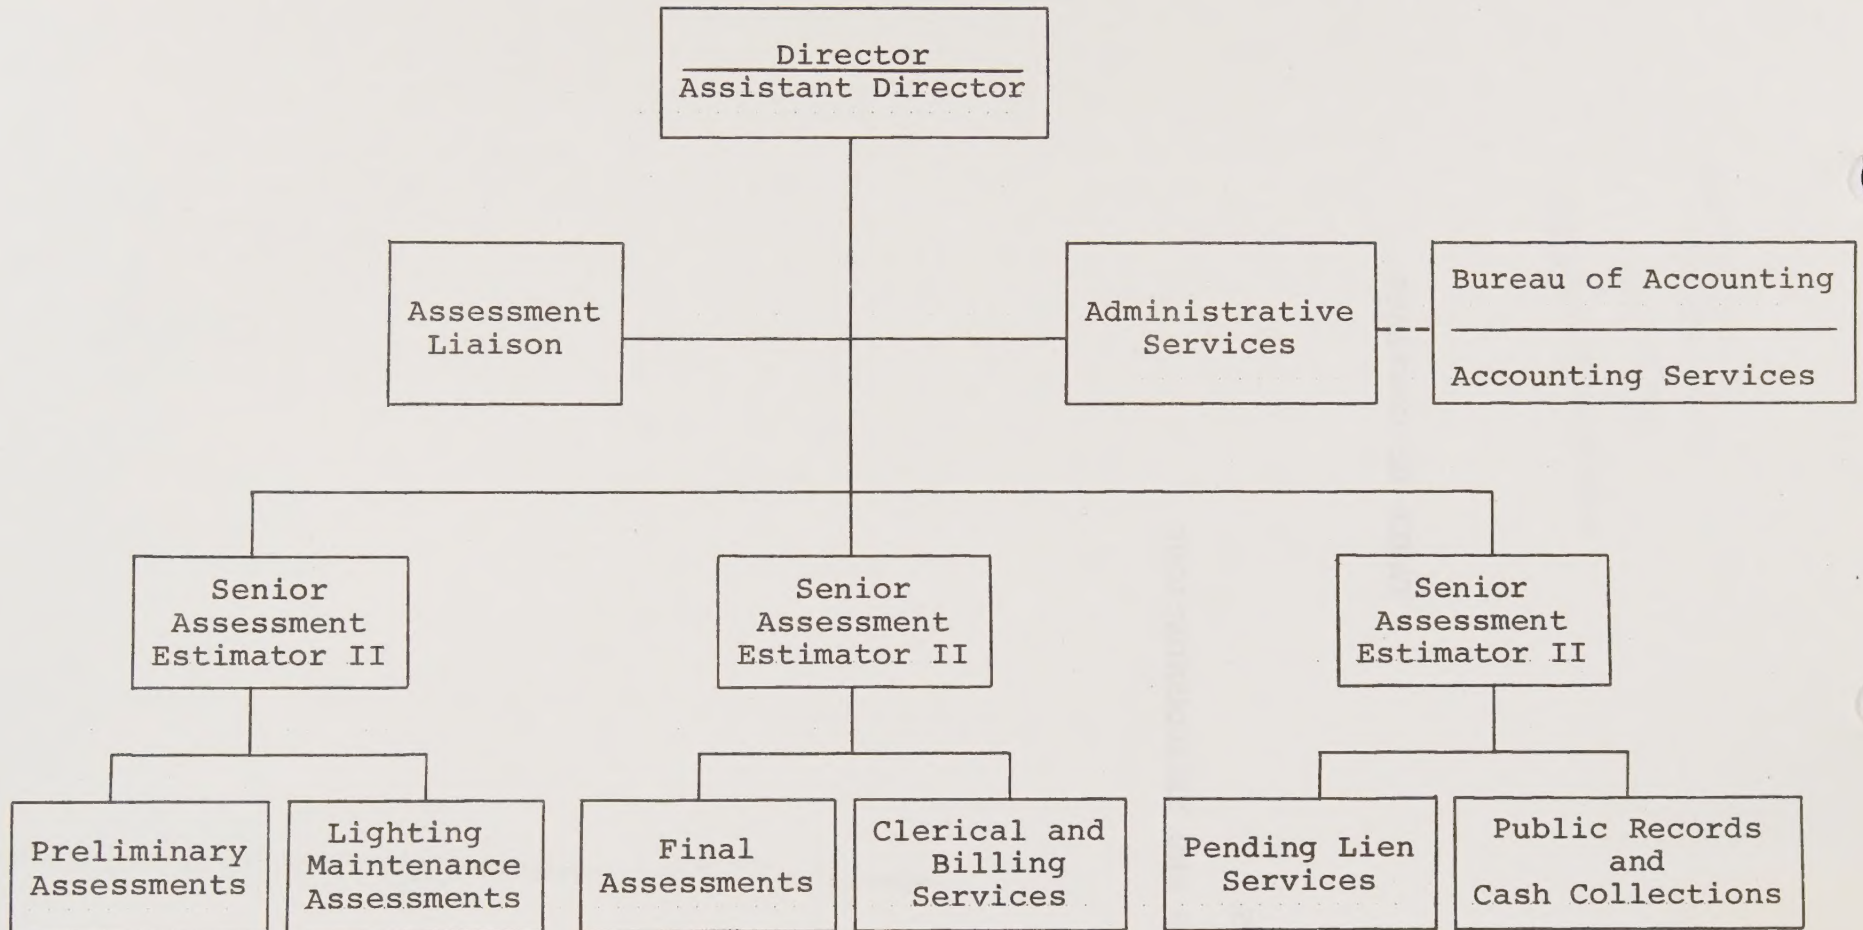 Director
Assistant Director
Assessment
Liaison
Administrative
Services
Bureau of Accounting
Accounting Services
Senior
Assessment
Estimator II
Senior
Assessment
Estimator II
Senior
Assessment
Estimator II
Preliminary
Assessments
Lighting
Maintenance
Assessments
Final
Assessments
Clerical and
Billing
Services
Pending Lien
Services
Public Records
and
Cash Collections